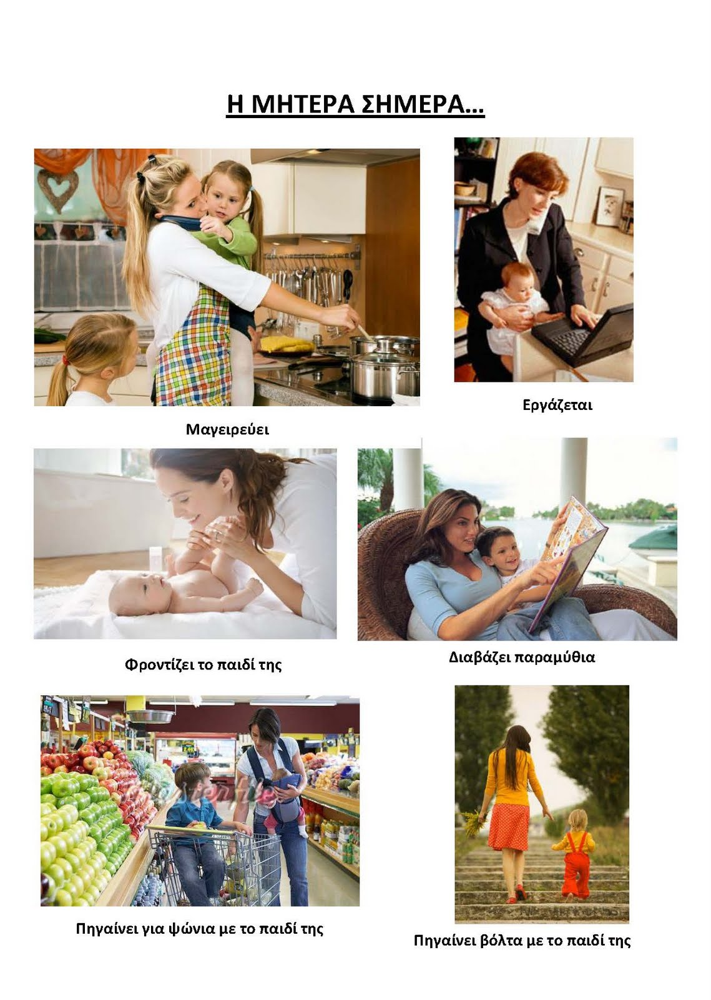 Η ΜΗΤΕΡΑ ΣΗΜΕΡΑ...
Εργάζεται
Μαγειρεύει
Φροντίζει το παιδί της
Διαβάζει παραμύθια
Masterfile
Πηγαίνει για ψώνια με το παιδί της
Πηγαίνει βόλτα με το παιδί της